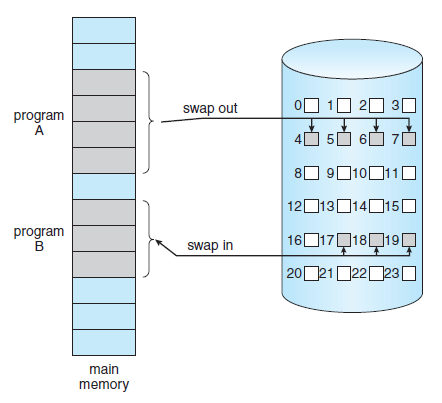 program
A
swap out
program
B
swap in
main
memory
0 1 2 3
4 5 6 7
8 9 10 11
12 13 14 15
16 17 18 19
20 21 22 23